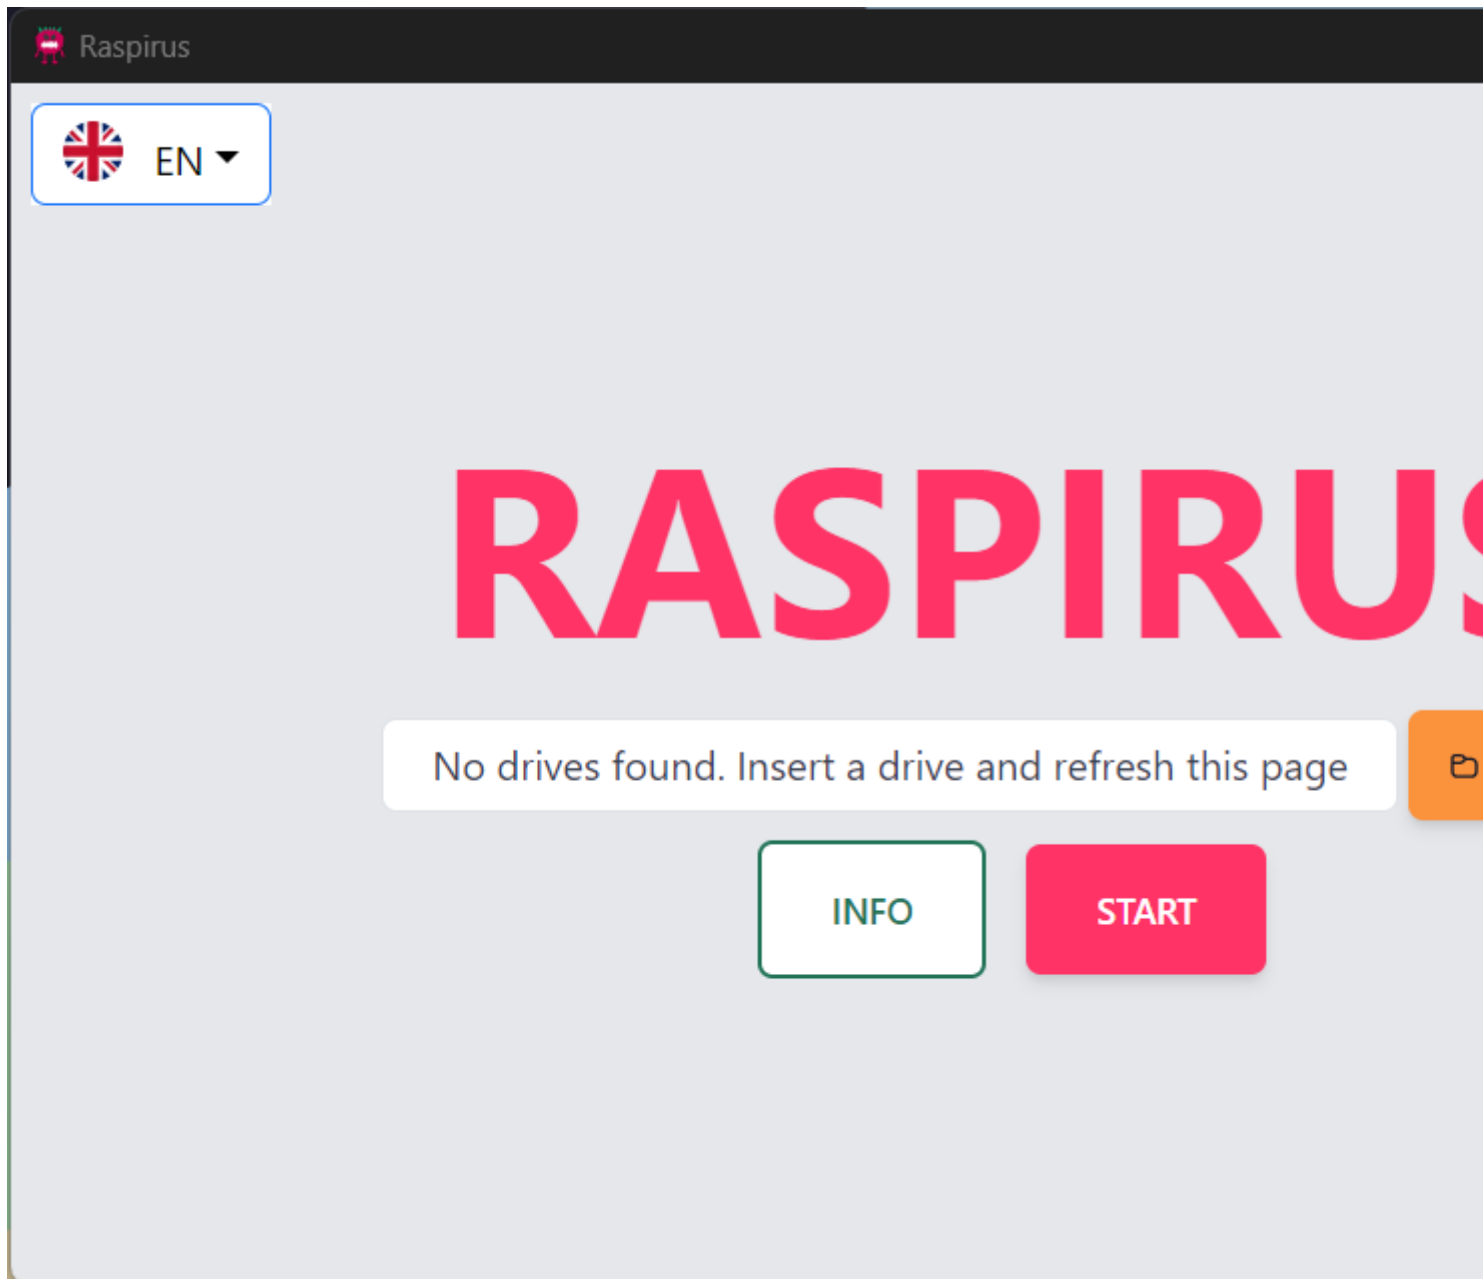 Raspirus
EN
RASPIRUS
No drives found. Insert a drive and refresh this page
INFO START